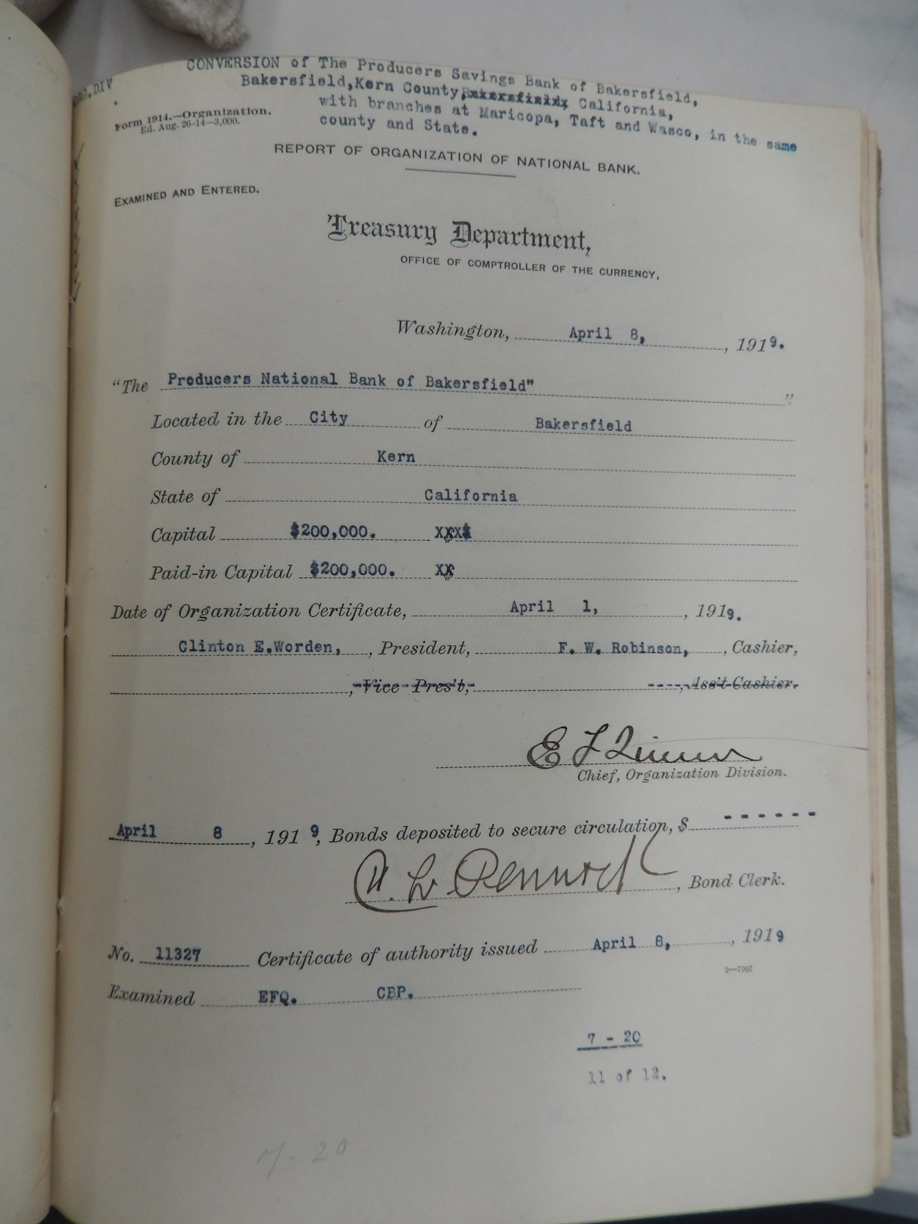 CONVERSION of The Producers Savings Bank of Bakersfield,
Bakersfield, Kern County, California,
with branches at Maricopa, Taft and Wasco, in the same
county and State.
DIV
Form 1914.—Organization.
Ed. Aug. 26-14—3,000.
REPORT OF ORGANIZATION OF NATIONAL BANK.
EXAMINED AND ENTERED.
Treasury Department,
OFFICE OF COMPTROLLER OF THE CURRENCY,
Washington, April 8, , 1919.
"The Producers National Bank of Bakersfield" "
Located in the City of Bakersfield
County of Kern
State of California
Capital $200,000.
Paid-in Capital $200,000.
Date of Organization Certificate, April 1, , 1919.
Clinton E.Worden, , President, F. W. Robinson, , Cashier,
, Vice Pres't, , Ass't Cashier.
E F Quinn
Chief, Organization Division.
April 8 , 1919, Bonds deposited to secure circulation, $ ------
Pennock , Bond Clerk.
No. 11327 Certificate of authority issued April 8, , 1919
2—7767
Examined EFQ. CBP.
7 - 20
11 of 12.
7-20